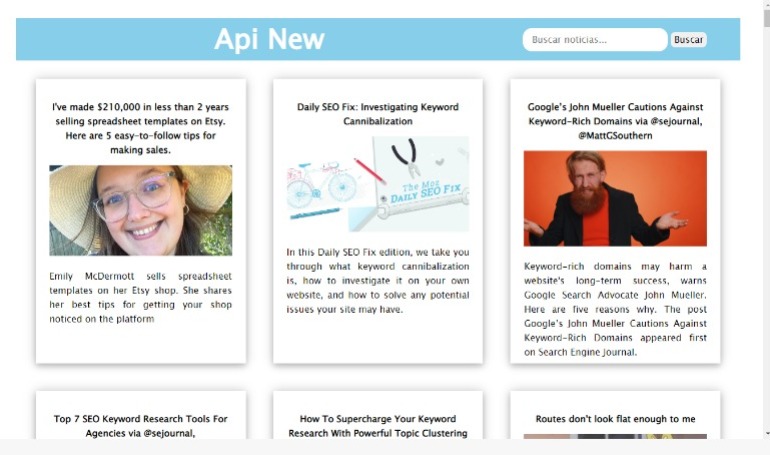 Api New
Buscar noticias...
Buscar
I've made $210,000 in less than 2 years
selling spreadsheet templates on Etsy.
Here are 5 easy-to-follow tips for
making sales.
Emily McDermott sells spreadsheet
templates on her Etsy shop. She shares
her best tips for getting your shop
noticed on the platform
Daily SEO Fix: Investigating Keyword
Cannibalization
The Moz
DAILY SEO FIX
In this Daily SEO Fix edition, we take you
through what keyword cannibalization
is, how to investigate it on your own
website, and how to solve any potential
issues your site may have.
Google's John Mueller Cautions Against
Keyword-Rich Domains via @sejournal,
@MattGSouthern
Keyword-rich domains may harm a
website's long-term success, warns
Google Search Advocate John Mueller.
Here are five reasons why. The post
Google's John Mueller Cautions Against
Keyword-Rich Domains appeared first
on Search Engine Journal.
Top 7 SEO Keyword Research Tools For
Agencies via @sejournal,
How To Supercharge Your Keyword
Research With Powerful Topic Clustering
Routes don't look flat enough to me